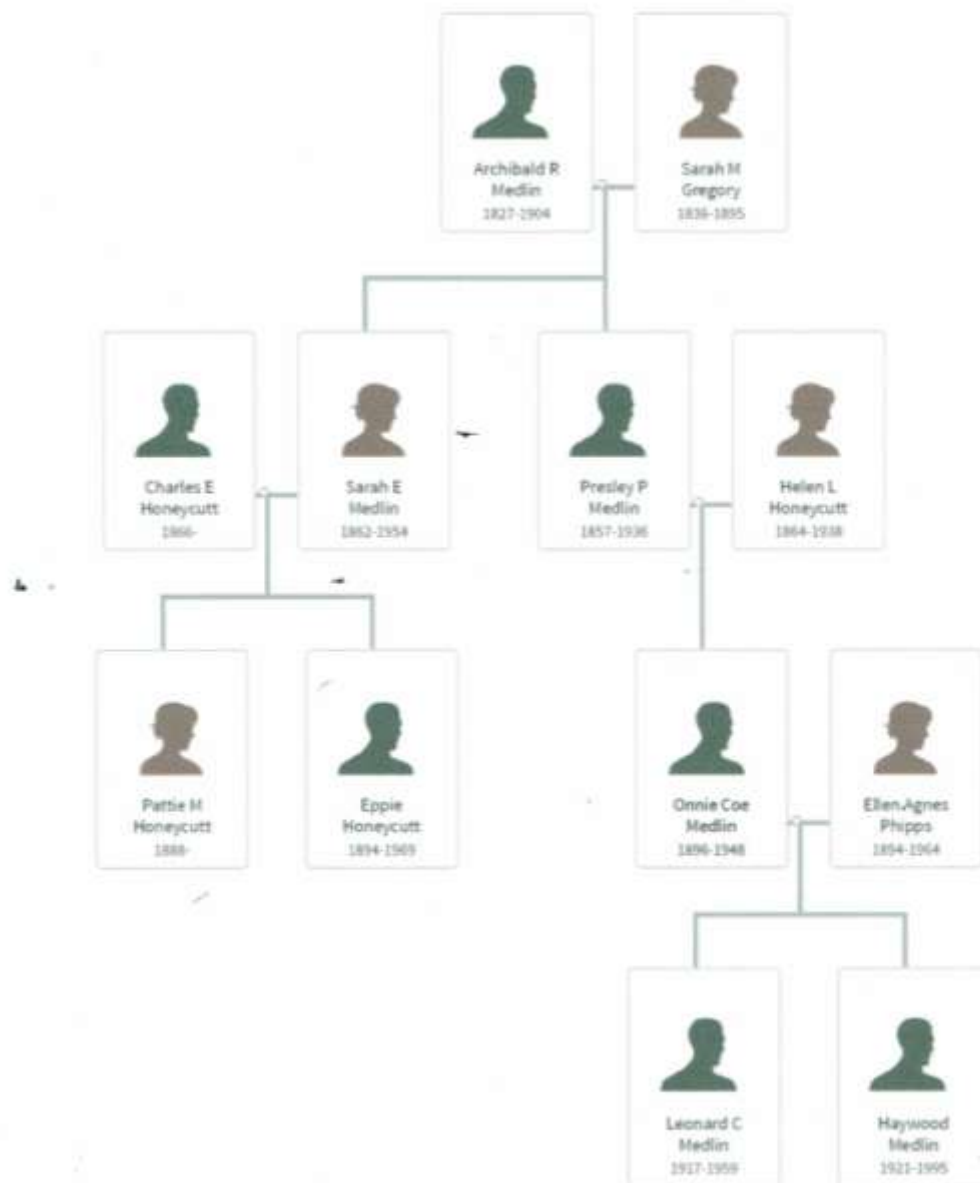 Archibald R
Medlin
1827-1904
Sarah M
Gregory
1836-1895
Charles E
Honeycutt
1866-
Sarah E
Medlin
1862-1954
Presley P
Medlin
1857-1936
Helen L
Honeycutt
1864-1938
Pattie M
Honeycutt
1888-
Eppie
Honeycutt
1894-1969
Onnie Coe
Medlin
1896-1948
Ellen Agnes
Phipps
1894-1964
Leonard C
Medlin
1917-1959
Haywood
Medlin
1921-1995